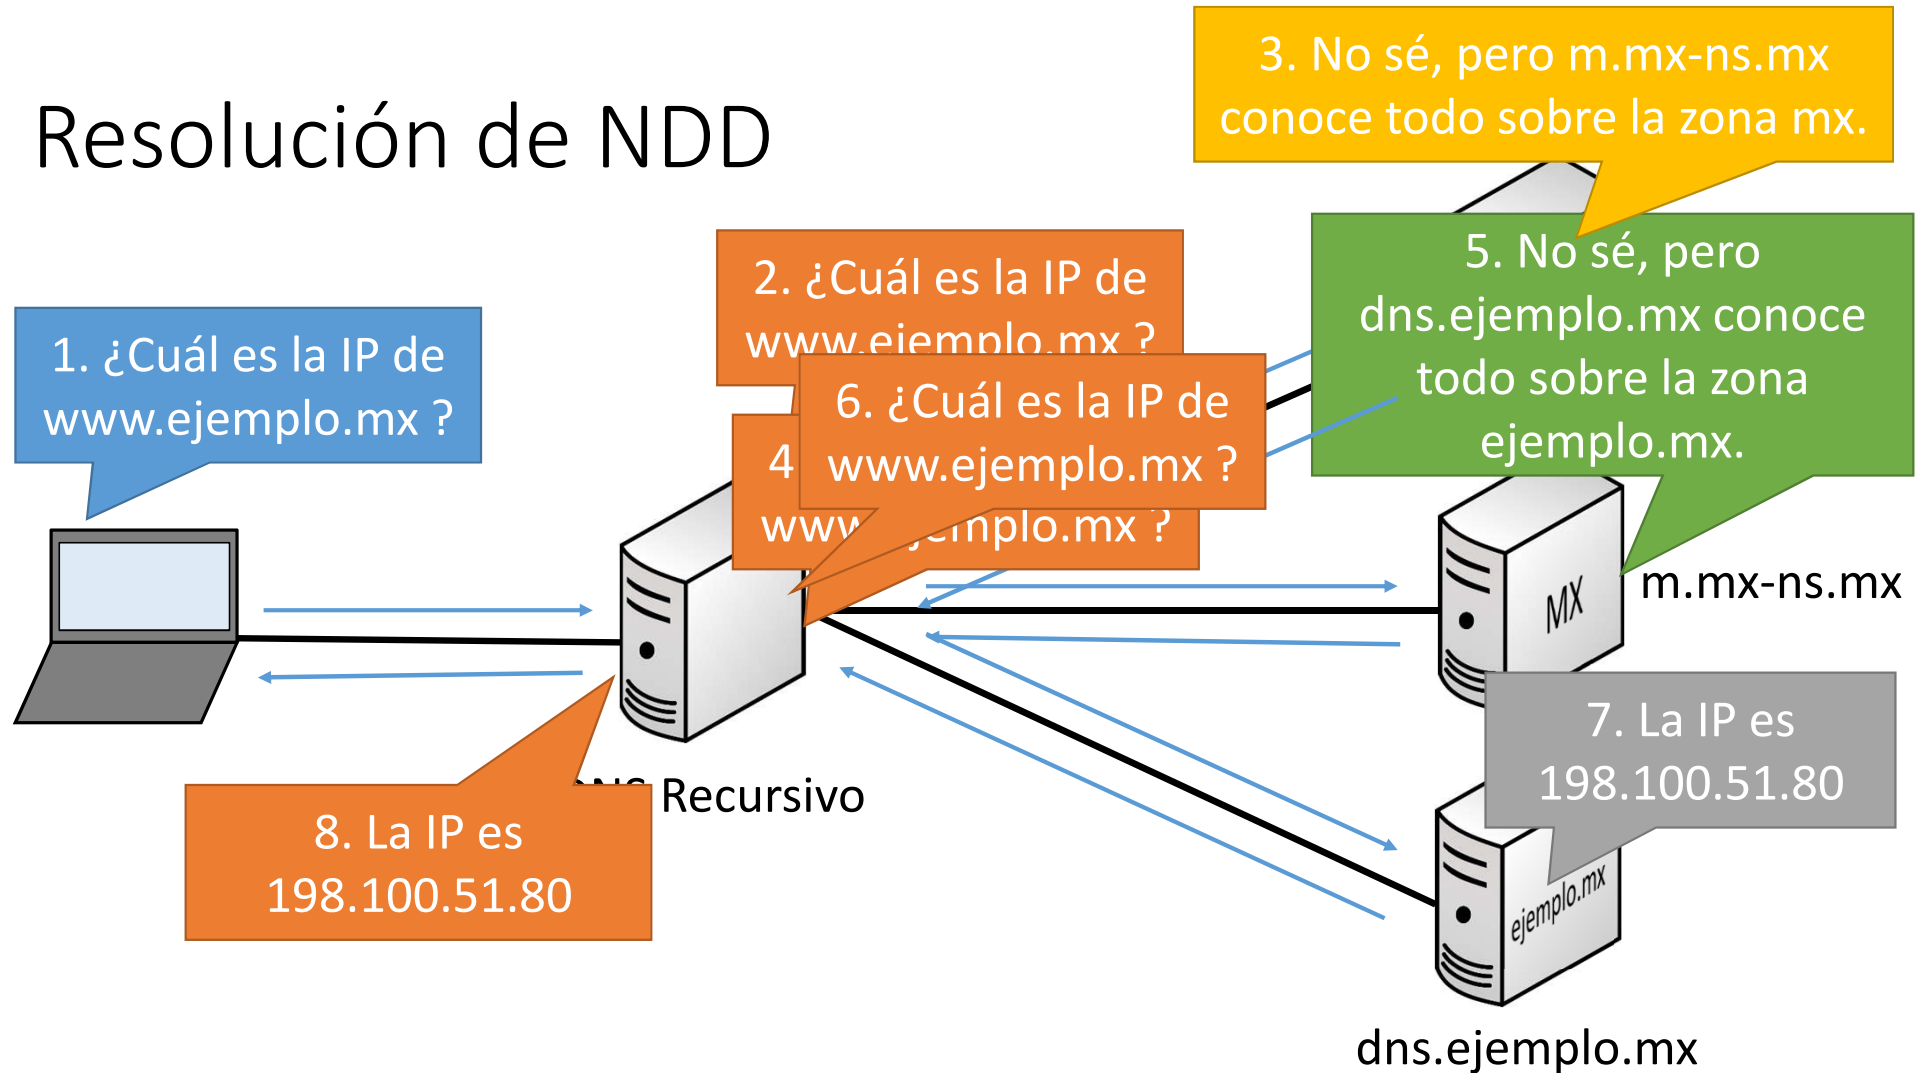 Resolución de NDD
3. No sé, pero m.mx-ns.mx
conoce todo sobre la zona mx.
2. ¿Cuál es la IP de
www.ejemplo.mx ?
5. No sé, pero
dns.ejemplo.mx conoce
todo sobre la zona
ejemplo.mx.
1. ¿Cuál es la IP de
www.ejemplo.mx ?
6. ¿Cuál es la IP de
www.ejemplo.mx ?
4
m.mx-ns.mx
MX
7. La IP es
198.100.51.80
Recursivo
8. La IP es
198.100.51.80
ejemplo.mx
dns.ejemplo.mx